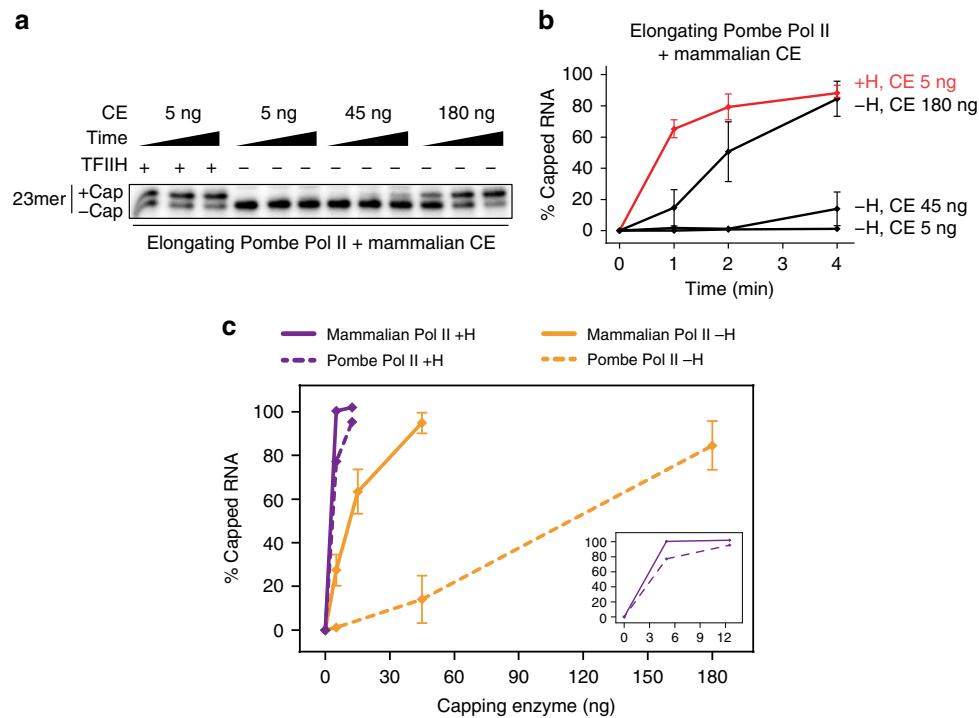 a
CE 5 ng 5 ng 45 ng 180 ng
Time
TFIIH + + + – – – – – – – – –
23mer +Cap
–Cap
Elongating Pombe Pol II + mammalian CE
b
Elongating Pombe Pol II
+ mammalian CE
% Capped RNA
100
80
60
40
20
0
0 1 2 4
Time (min)
+H, CE 5 ng
–H, CE 180 ng
–H, CE 45 ng
–H, CE 5 ng
c
Mammalian Pol II +H
Mammalian Pol II –H
Pombe Pol II +H
Pombe Pol II –H
% Capped RNA
100
80
60
40
20
0
0 30 60 90 120 150 180
Capping enzyme (ng)
100
80
60
40
20
0
0 3 6 9 12